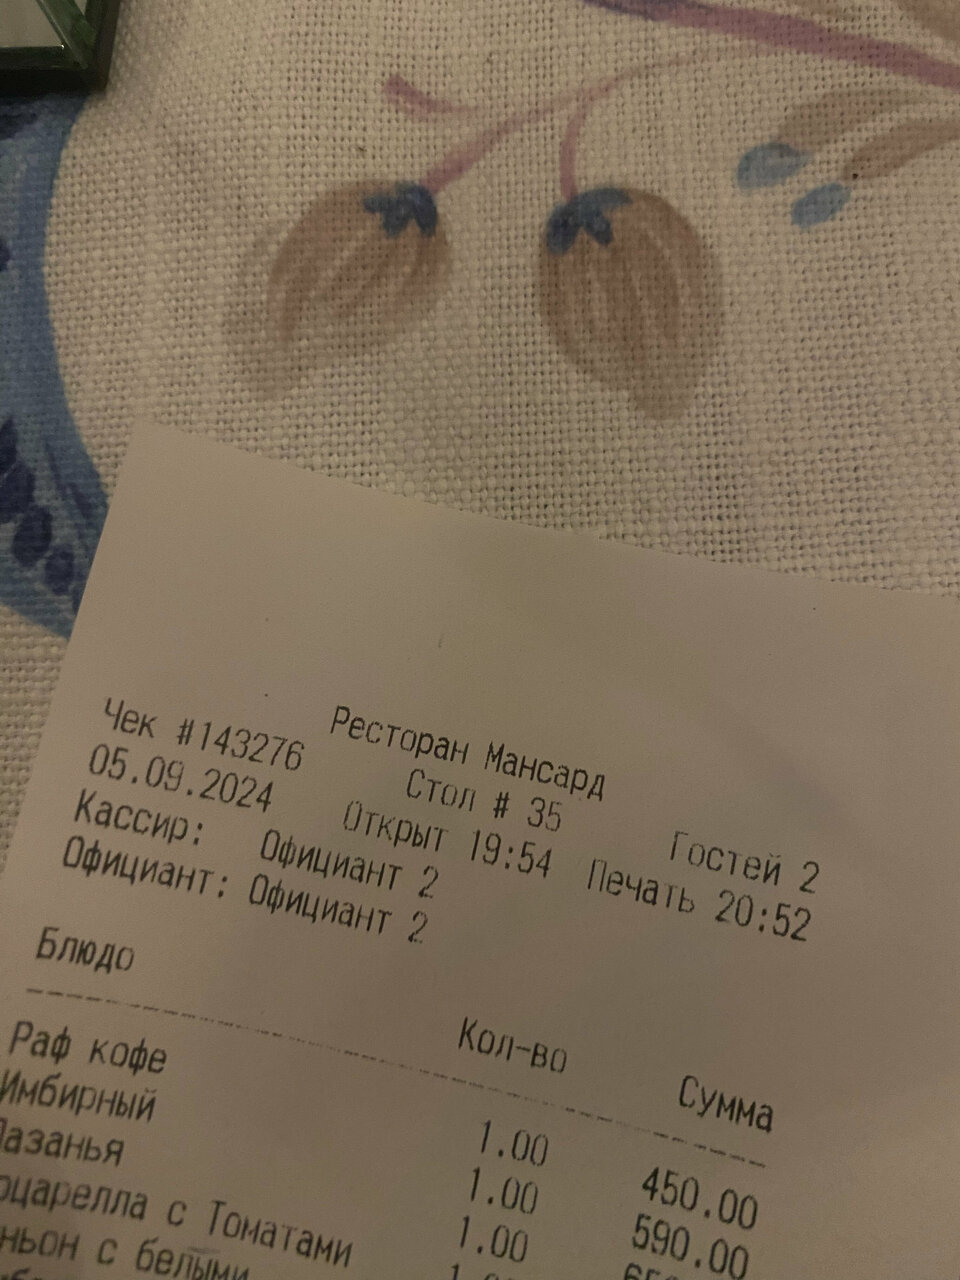 Ресторан Мансард
Чек #143276 Стол # 35 Гостей 2
05.09.2024 Открыт 19:54 Печать 20:52
Кассир: Официант 2
Официант: Официант 2
Блюдо Кол-во Сумма
Раф кофе 1.00 450.00
Имбирный 1.00 590.00
Лазанья 1.00
с Томатами
с белыми